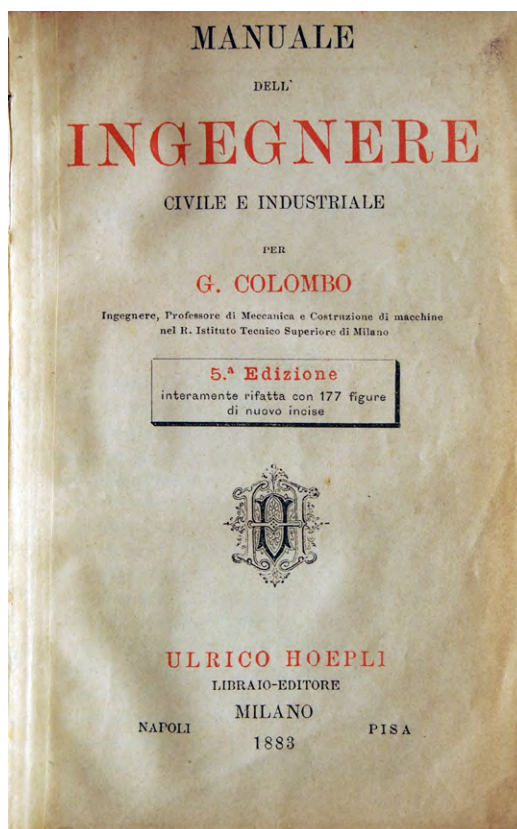 MANUALE
DELL'
INGEGNERE
CIVILE E INDUSTRIALE
PER
G. COLOMBO
Ingegnere, Professore di Meccanica e Costruzione di macchine
nel R. Istituto Tecnico Superiore di Milano
5.ª Edizione
interamente rifatta con 177 figure
di nuovo incise
ULRICO HOEPLI
LIBRAIO-EDITORE
MILANO
NAPOLI PISA
1883